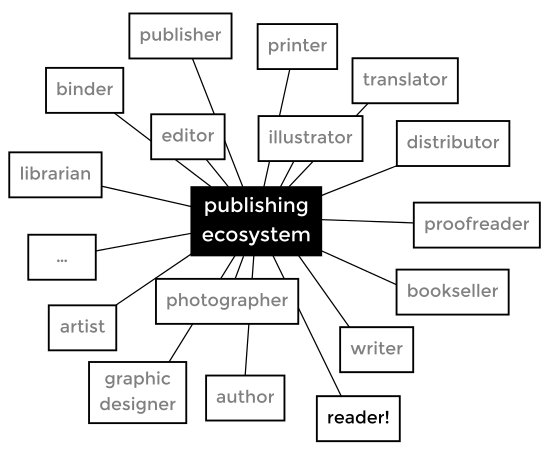 publisher
printer
translator
binder
editor
illustrator
distributor
librarian
publishing
ecosystem
proofreader
...
bookseller
photographer
artist
writer
graphic
designer
author
reader!